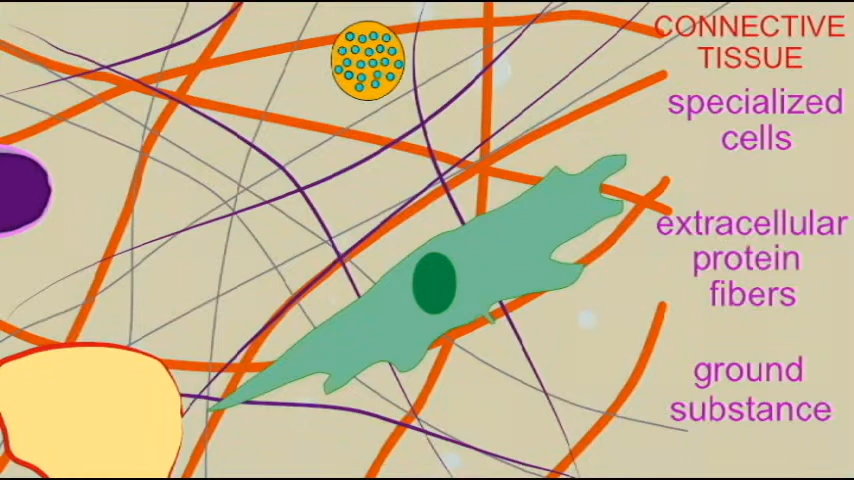 CONNECTIVE
TISSUE
specialized
cells
extracellular
protein
fibers
ground
substance